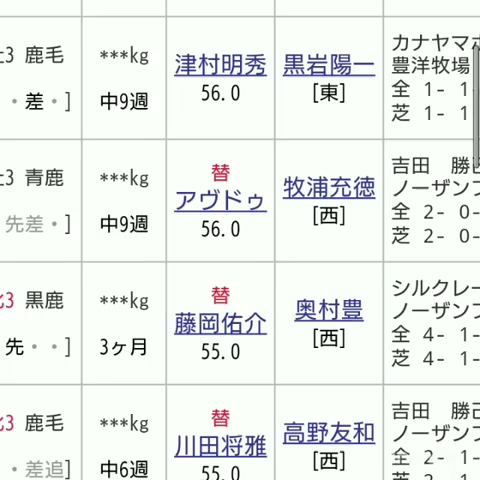 牡3 鹿毛 ***kg 津村明秀 黒岩陽一 カナヤマホ
豊洋牧場
・差・] 中9週 56.0 [東] 全 1- 1
芝 1- 1
牡3 青鹿 ***kg 替 牧浦充徳 吉田 勝己
アヴドゥ ノーザンフ
先差・] 中9週 56.0 [西] 全 2- 0-
芝 2- 0-
牝3 黒鹿 ***kg 替 奥村豊 シルクレー
藤岡佑介 ノーザンフ
先・・] 3ヶ月 55.0 [西] 全 4- 1-
芝 4- 1-
牝3 鹿毛 ***kg 替 高野友和 吉田 勝己
川田将雅 ノーザンフ
・差追] 中6週 55.0 [西] 全 2- 1-